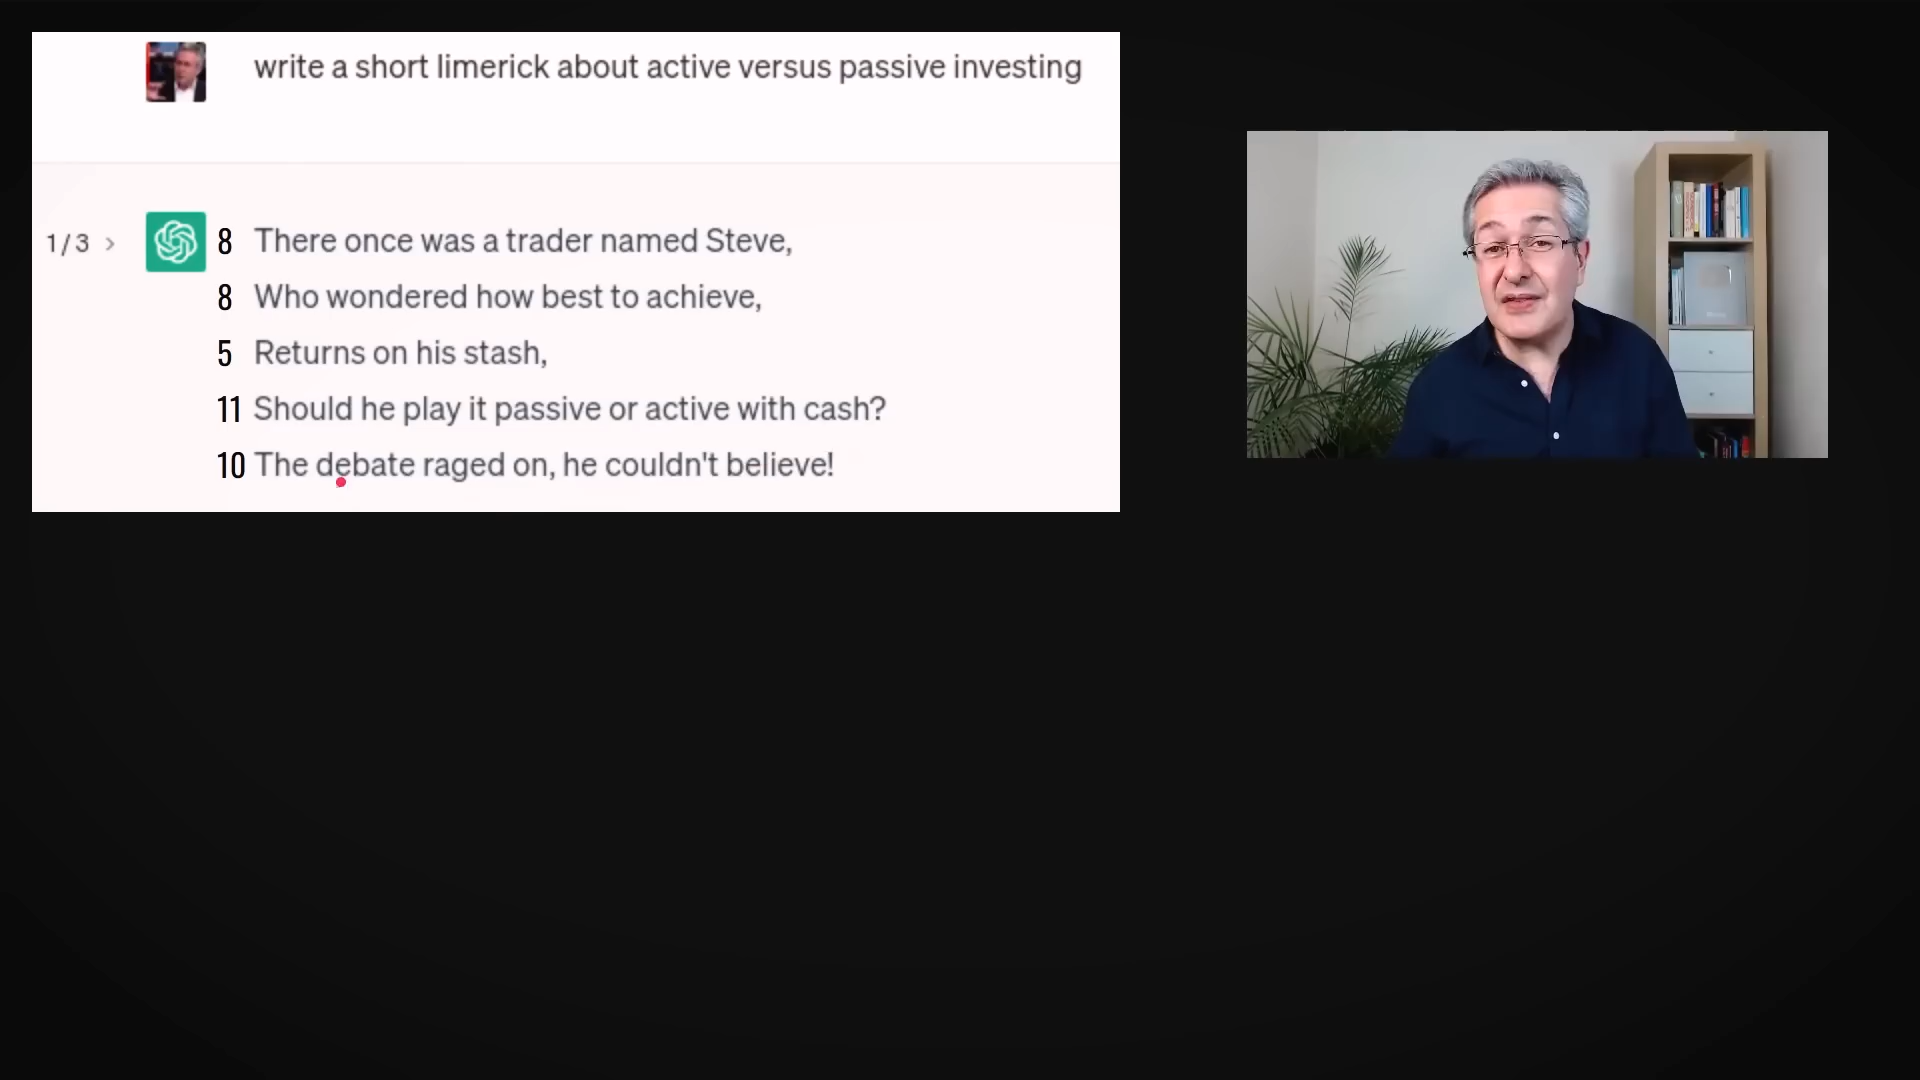 write a short limerick about active versus passive investing
1 / 3 >
8 There once was a trader named Steve,
8 Who wondered how best to achieve,
5 Returns on his stash,
11 Should he play it passive or active with cash?
10 The debate raged on, he couldn't believe!